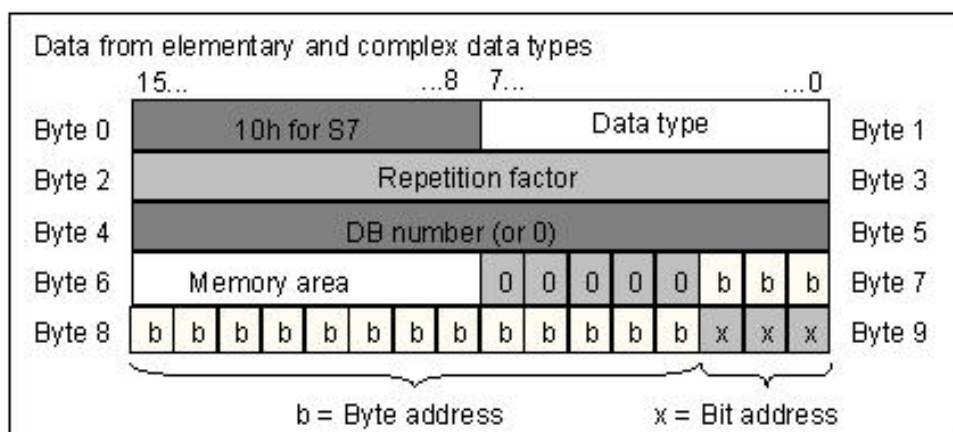 Data from elementary and complex data types
15... ...8 7... ...0
Byte 0 10h for S7 Data type Byte 1
Byte 2 Repetition factor Byte 3
Byte 4 DB number (or 0) Byte 5
Byte 6 Memory area 0 0 0 0 0 b b b Byte 7
Byte 8 b b b b b b b b b b b b b x x x Byte 9
b = Byte address x = Bit address